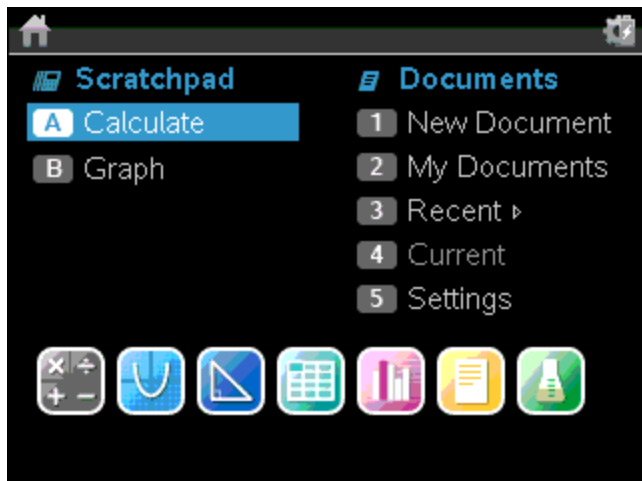 Scratchpad
A Calculate
B Graph
Documents
1 New Document
2 My Documents
3 Recent ▹
4 Current
5 Settings